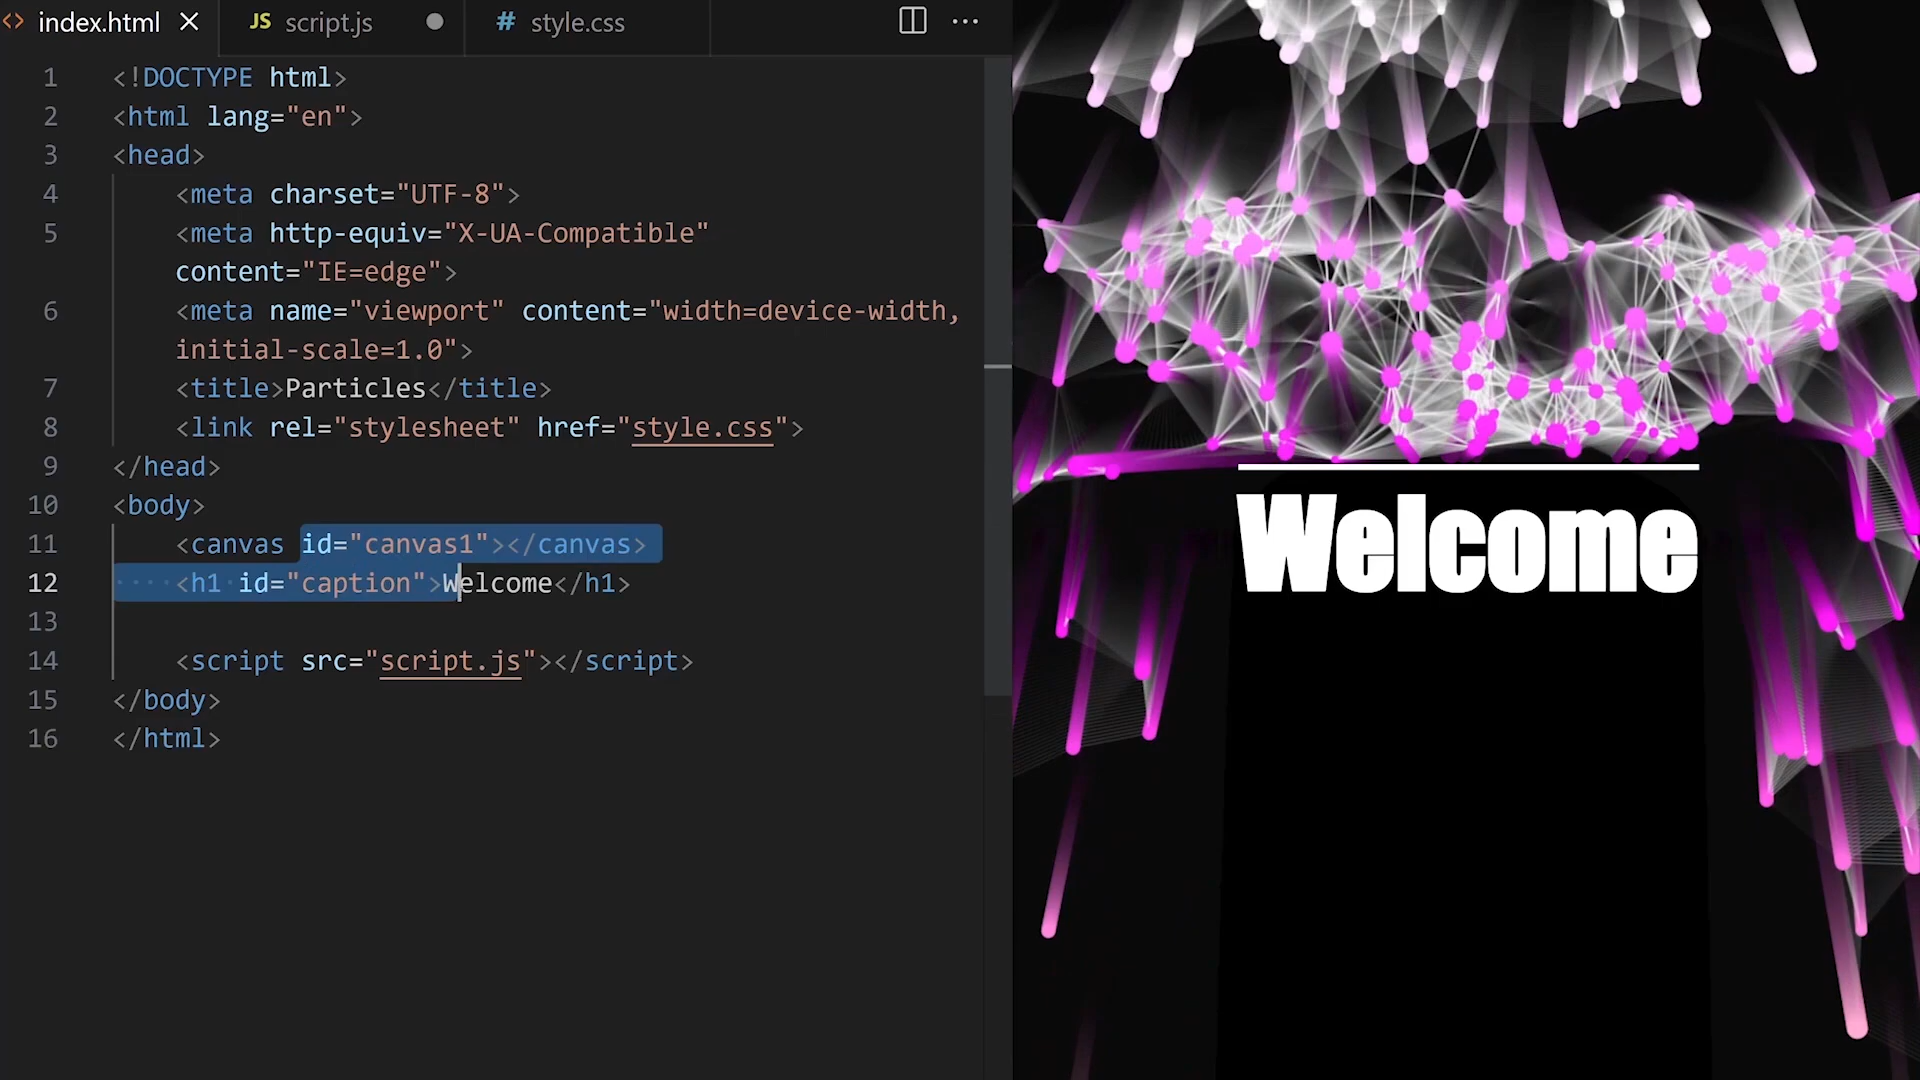 index.html
JS script.js
# style.css
1 <!DOCTYPE html>
2 <html lang="en">
3 <head>
4 <meta charset="UTF-8">
5 <meta http-equiv="X-UA-Compatible"
content="IE=edge">
6 <meta name="viewport" content="width=device-width,
initial-scale=1.0">
7 <title>Particles</title>
8 <link rel="stylesheet" href="style.css">
9 </head>
10 <body>
11 <canvas id="canvas1"></canvas>
12 <h1 id="caption">Welcome</h1>
13
14 <script src="script.js"></script>
15 </body>
16 </html>
Welcome